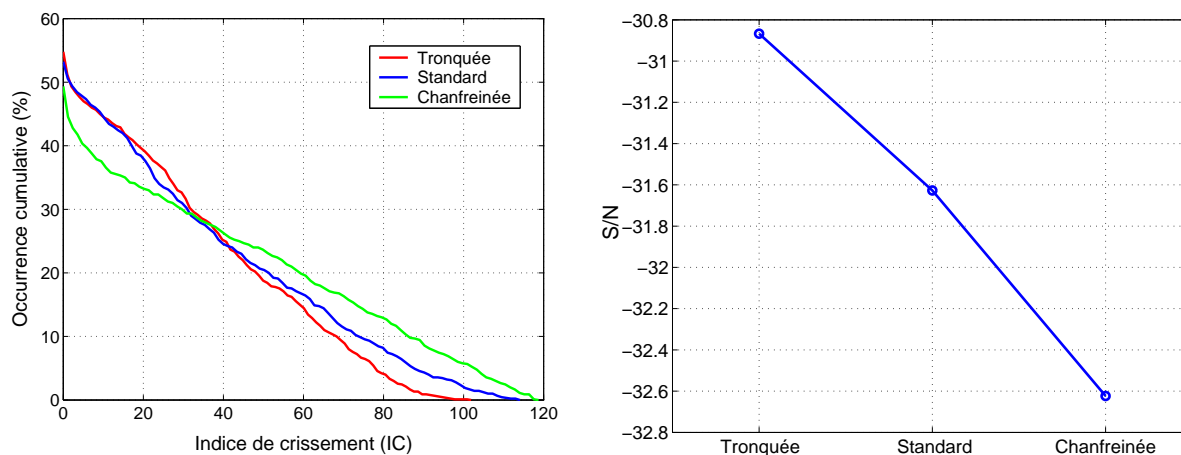 60
50
40
30
20
10
0
Occurrence cumulative (%)
0 20 40 60 80 100 120
Indice de crissement (IC)
Tronquée
Standard
Chanfreinée
−30.8
−31
−31.2
−31.4
−31.6
−31.8
−32
−32.2
−32.4
−32.6
−32.8
S/N
Tronquée Standard Chanfreinée